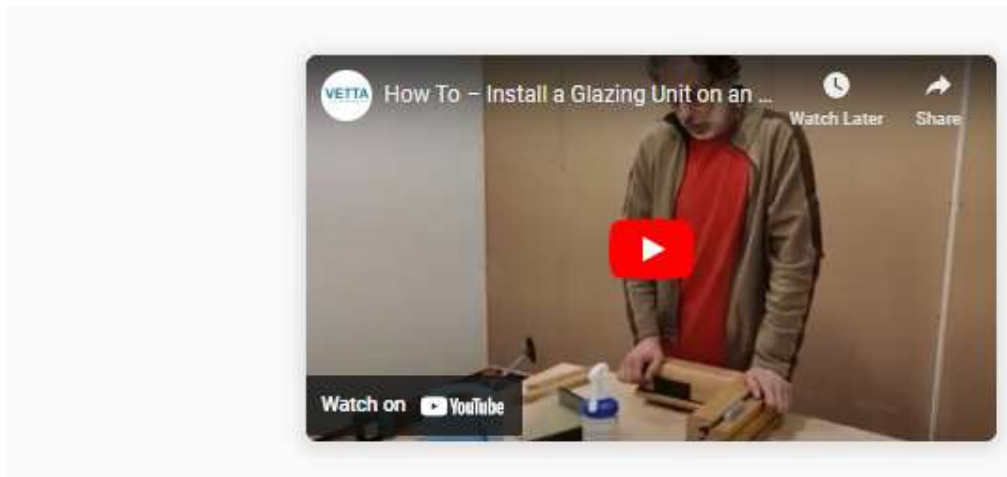 VETTA
How To – Install a Glazing Unit on an ...
Watch Later
Share
Watch on YouTube